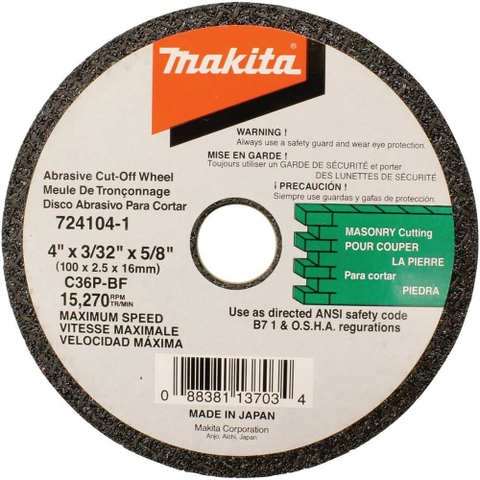 makita
WARNING !
Always use a safety guard and wear eye protection.
MISE EN GARDE !
Toujours utiliser un GARDE DE SÉCURITÉ et porter
DES LUNETTES DE SÉCURITÉ
¡ PRECAUCIÓN !
Siempre use guardas y gafas de protección.
Abrasive Cut-Off Wheel
Meule De Tronçonnage
Disco Abrasivo Para Cortar
724104-1
4" x 3/32" x 5/8"
(100 x 2.5 x 16mm)
C36P-BF
15,270 RPM TR/MIN
MAXIMUM SPEED
VITESSE MAXIMALE
VELOCIDAD MÁXIMA
MASONRY Cutting
POUR COUPER
LA PIERRE
Para cortar
PIEDRA
Use as directed ANSI safety code
B7 1 & O.S.H.A. regurations
0 88381 13703 4
MADE IN JAPAN
Makita Corporation
Anjo, Aichi, Japan